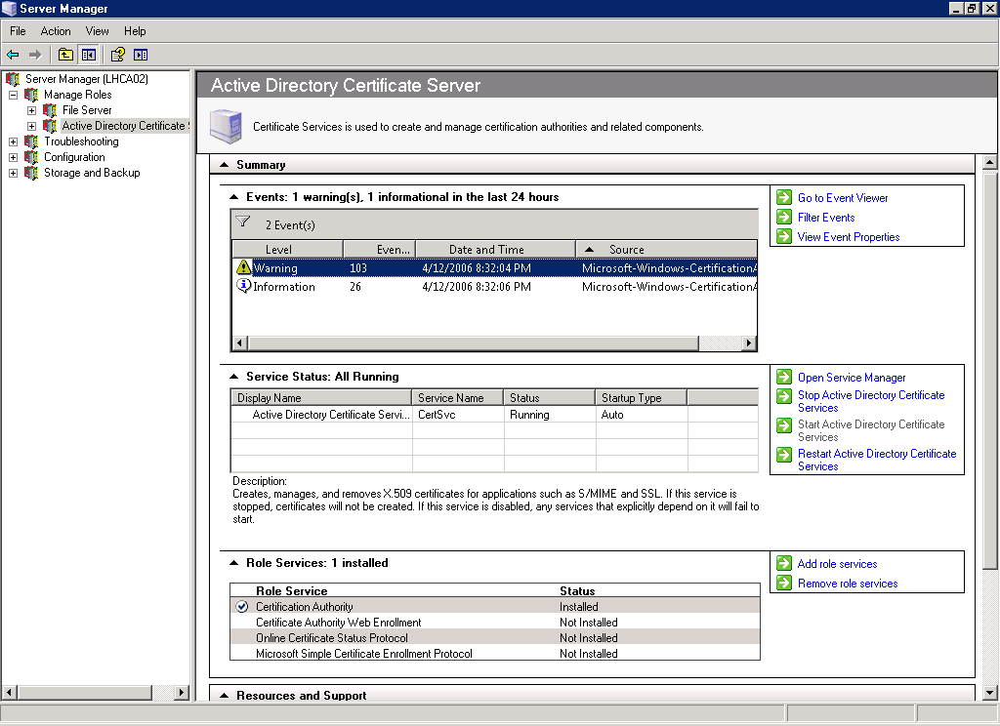 Server Manager
File Action View Help
Server Manager (LHCA02)
Manage Roles
File Server
Active Directory Certificate
Troubleshooting
Configuration
Storage and Backup
Active Directory Certificate Server
Certificate Services is used to create and manage certification authorities and related components.
Summary
Events: 1 warning(s), 1 informational in the last 24 hours
2 Event(s)
Level Even... Date and Time Source
Warning 103 4/12/2006 8:32:04 PM Microsoft-Windows-Certification
Information 26 4/12/2006 8:32:06 PM Microsoft-Windows-Certification
Go to Event Viewer
Filter Events
View Event Properties
Service Status: All Running
Display Name Service Name Status Startup Type
Active Directory Certificate Servi... CertSvc Running Auto
Description:
Creates, manages, and removes X.509 certificates for applications such as S/MIME and SSL. If this service is
stopped, certificates will not be created. If this service is disabled, any services that explicitly depend on it will fail to
start.
Open Service Manager
Stop Active Directory Certificate
Services
Start Active Directory Certificate
Services
Restart Active Directory Certificate
Services
Role Services: 1 installed
Role Service Status
Certification Authority Installed
Certificate Authority Web Enrollment Not Installed
Online Certificate Status Protocol Not Installed
Microsoft Simple Certificate Enrollment Protocol Not Installed
Add role services
Remove role services
Resources and Support